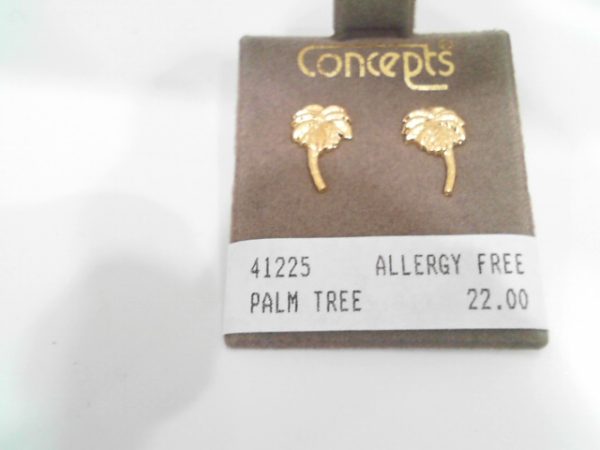 Concepts
41225 ALLERGY FREE
PALM TREE 22.00